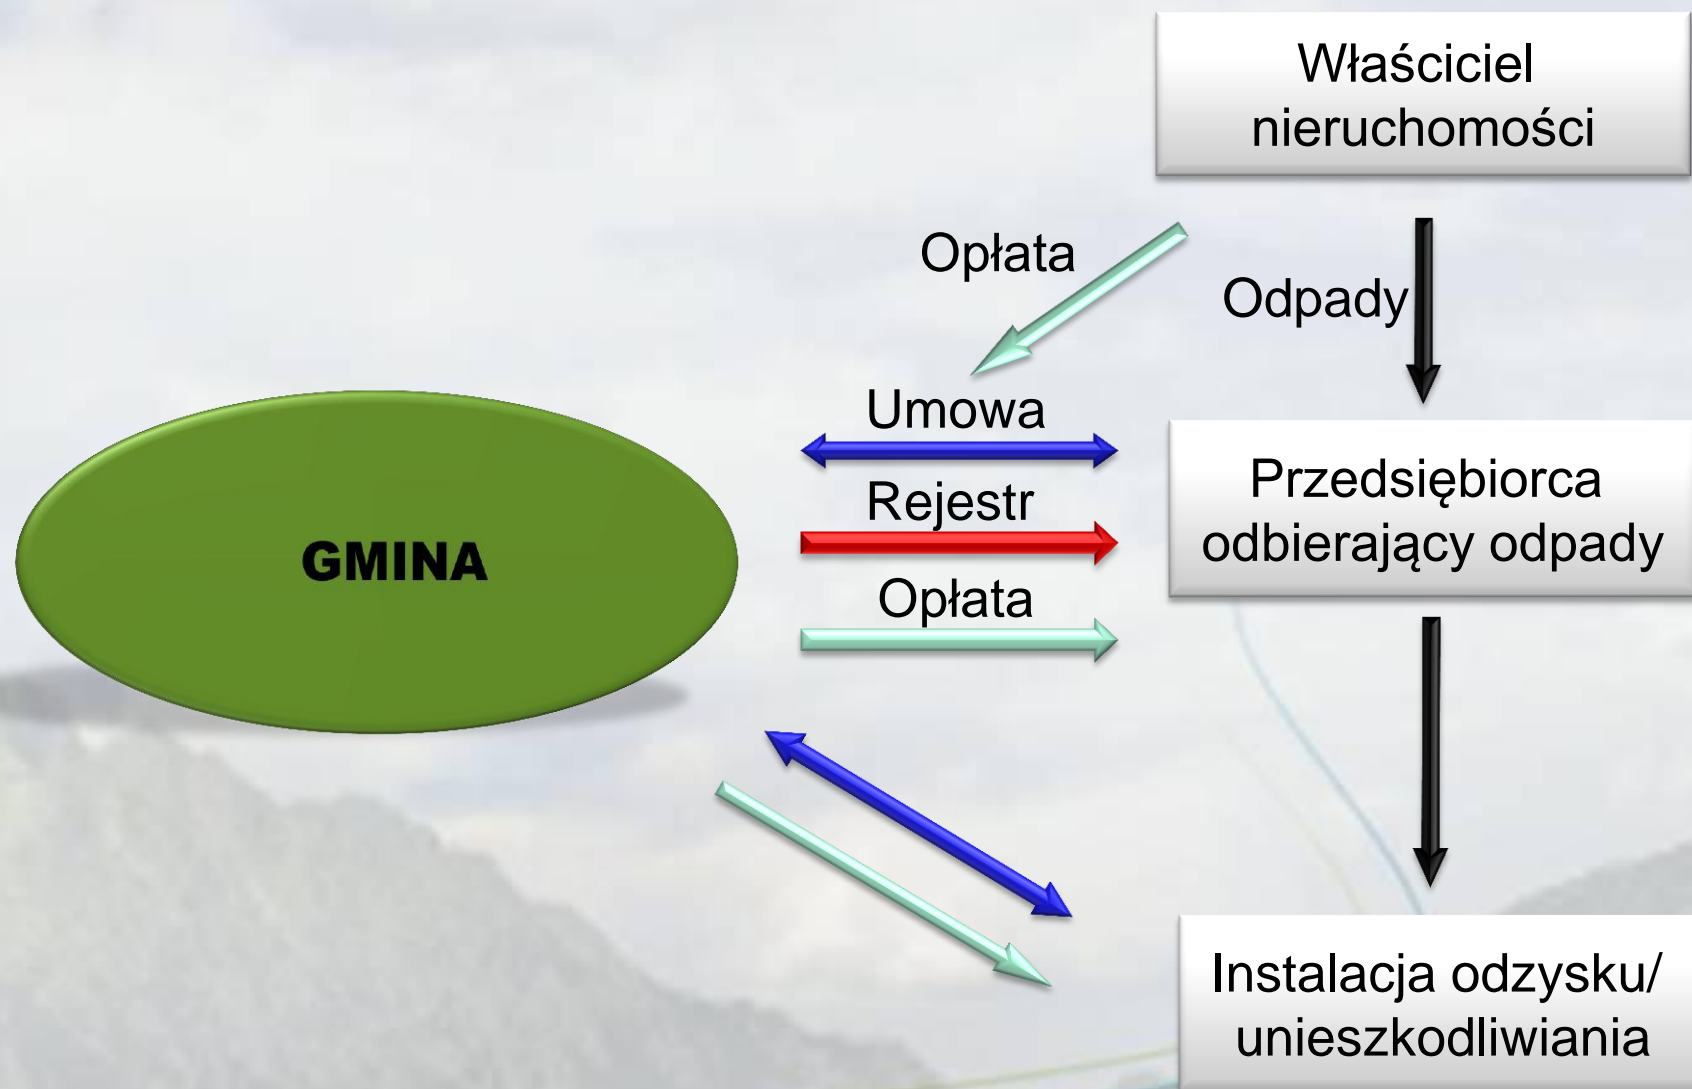 Właściciel
nieruchomości
Opłata
Odpady
Umowa
Rejestr
Opłata
GMINA
Przedsiębiorca
odbierający odpady
Instalacja odzysku/
unieszkodliwiania